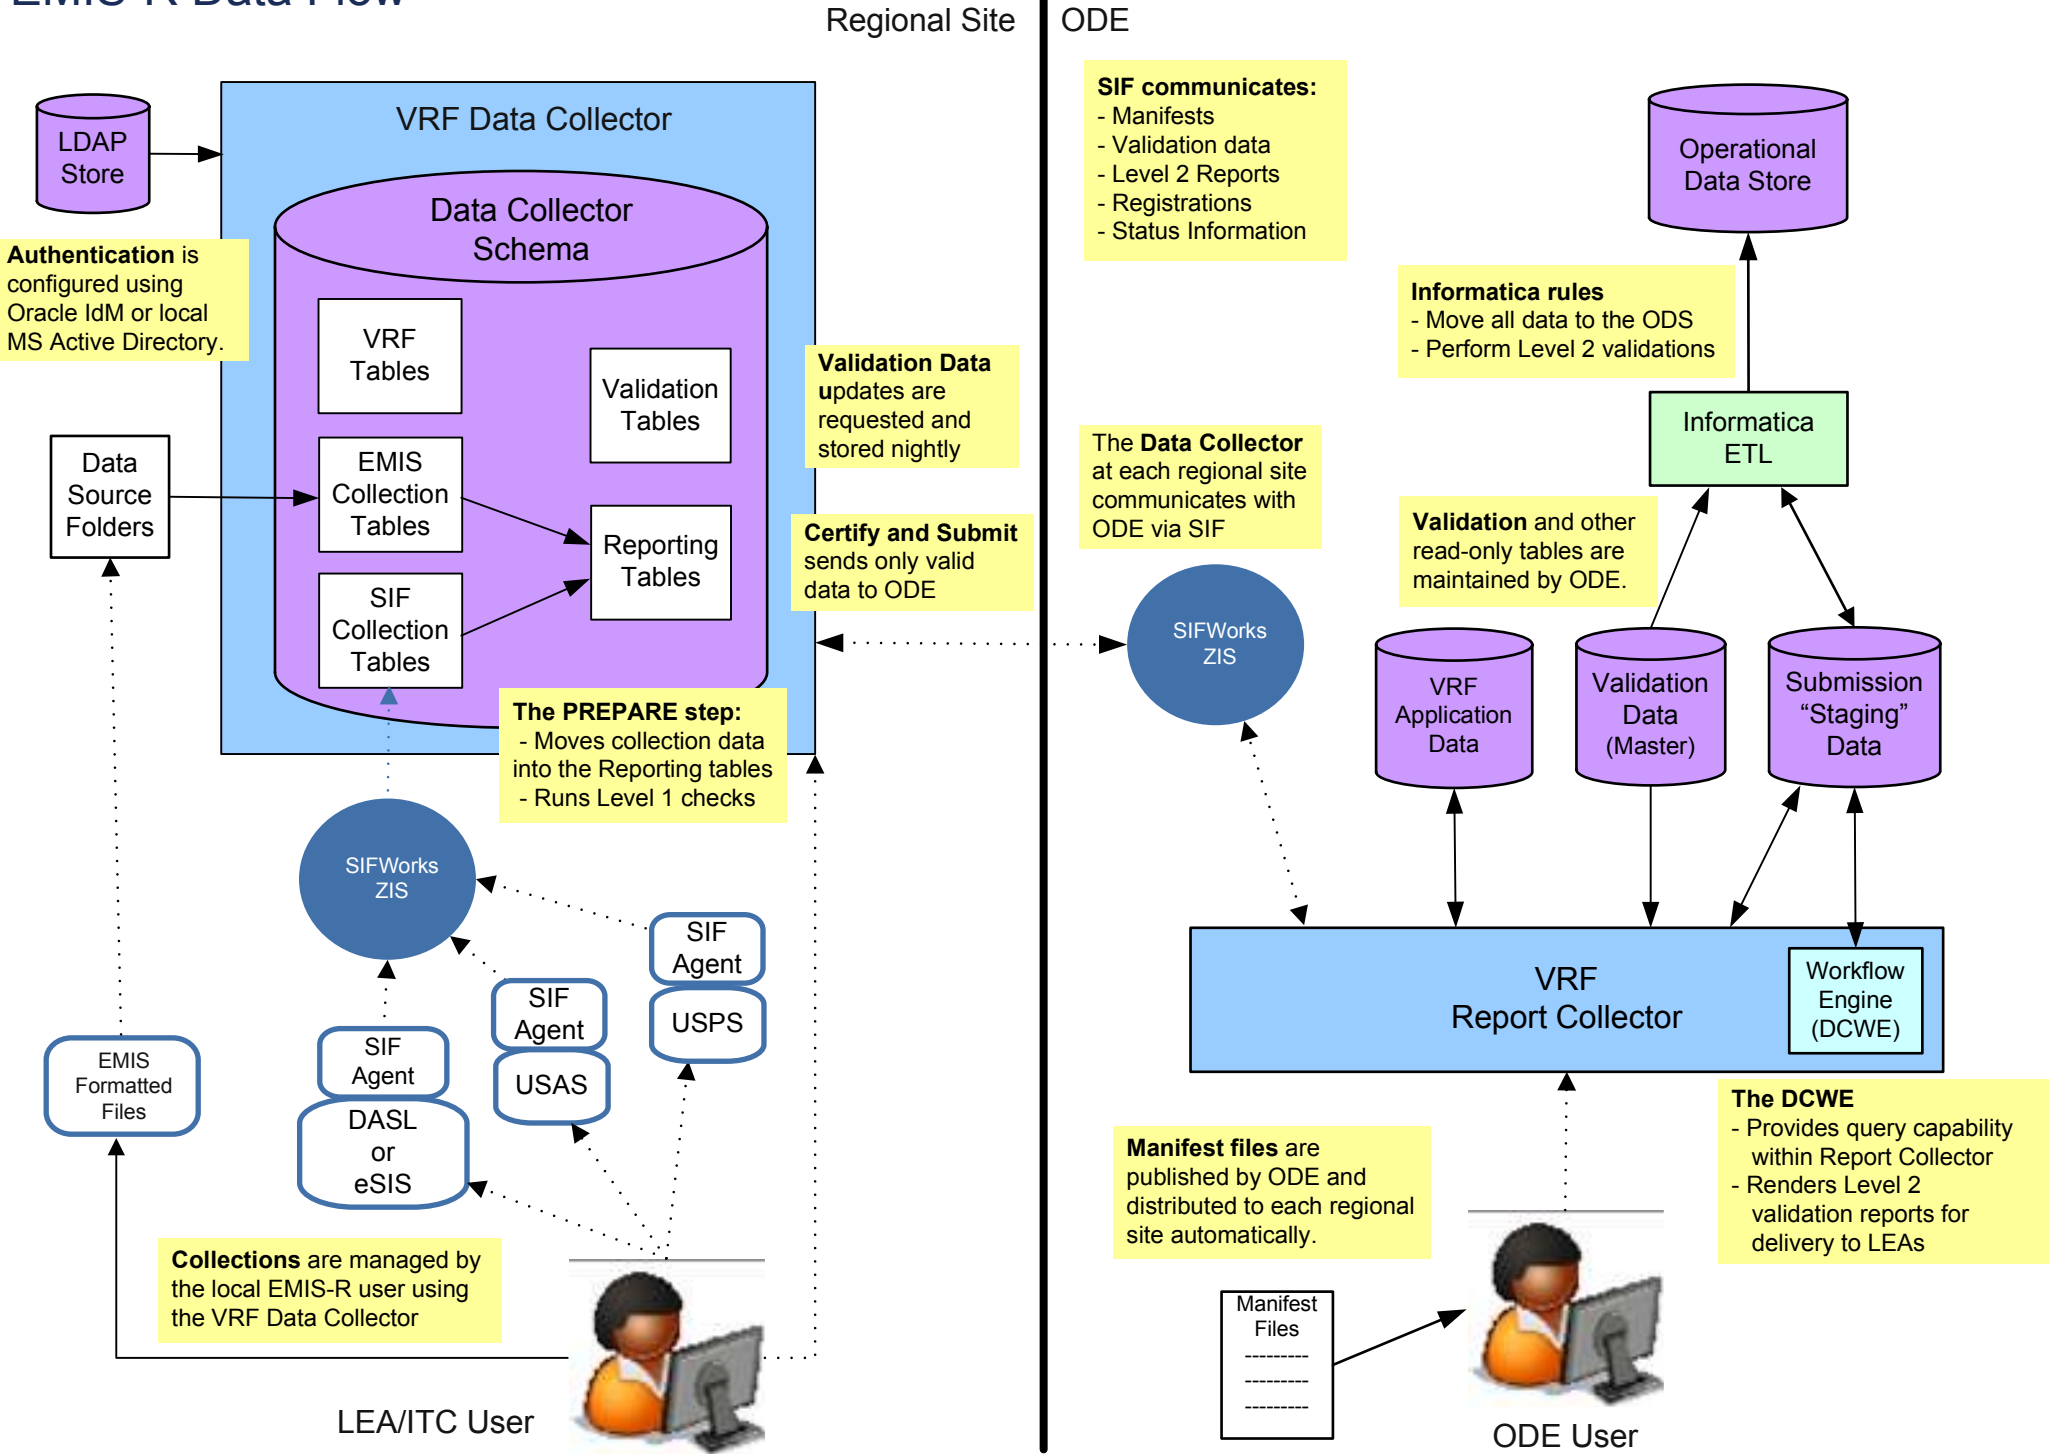 EMIS-R Data Flow
Regional Site
ODE
LDAP
Store
VRF Data Collector
Data Collector
Schema
Authentication is
configured using
Oracle IdM or local
MS Active Directory.
VRF
Tables
Validation
Tables
Data
Source
Folders
EMIS
Collection
Tables
Reporting
Tables
SIF
Collection
Tables
Validation Data
updates are
requested and
stored nightly
Certify and Submit
sends only valid
data to ODE
The PREPARE step:
- Moves collection data
into the Reporting tables
- Runs Level 1 checks
SIFWorks
ZIS
SIF
Agent
USPS
SIF
Agent
USAS
SIF
Agent
DASL
or
eSIS
EMIS
Formatted
Files
Collections are managed by
the local EMIS-R user using
the VRF Data Collector
LEA/ITC User
SIF communicates:
- Manifests
- Validation data
- Level 2 Reports
- Registrations
- Status Information
Operational
Data Store
Informatica rules
- Move all data to the ODS
- Perform Level 2 validations
Informatica
ETL
The Data Collector
at each regional site
communicates with
ODE via SIF
Validation and other
read-only tables are
maintained by ODE.
SIFWorks
ZIS
VRF
Application
Data
Validation
Data
(Master)
Submission
“Staging”
Data
VRF
Report Collector
Workflow
Engine
(DCWE)
The DCWE
- Provides query capability
within Report Collector
- Renders Level 2
validation reports for
delivery to LEAs
Manifest files are
published by ODE and
distributed to each regional
site automatically.
Manifest
Files
---------
---------
---------
ODE User